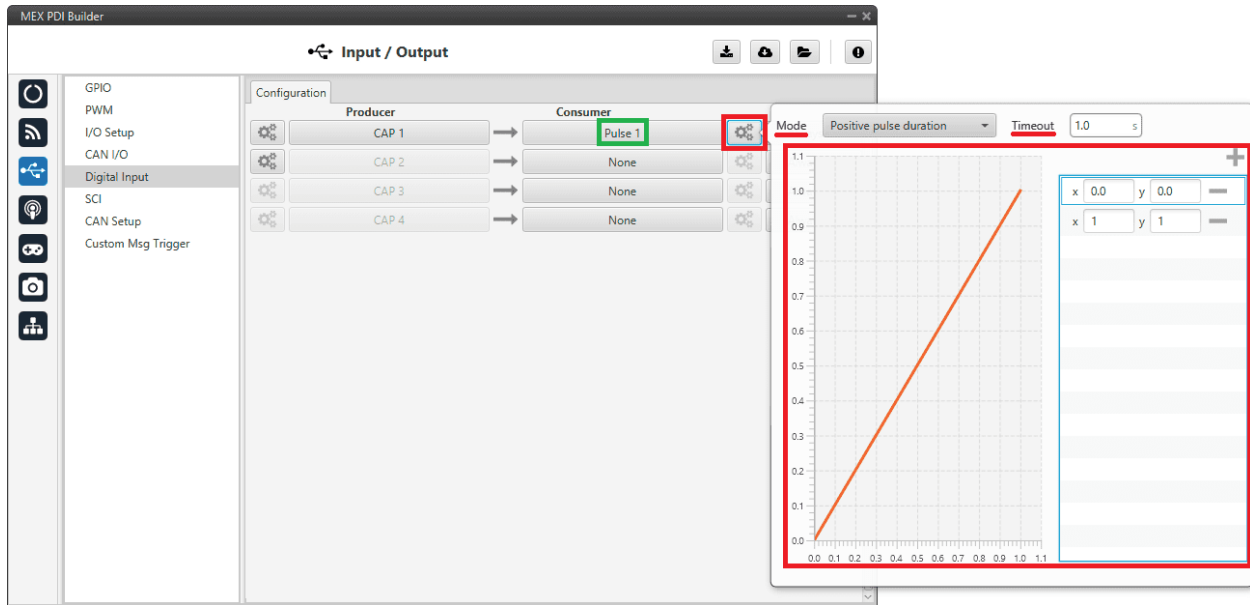 MEX PDI Builder
Input / Output
GPIO
PWM
I/O Setup
CAN I/O
Digital Input
SCI
CAN Setup
Custom Msg Trigger
Configuration
Producer Consumer
CAP 1 Pulse 1
CAP 2 None
CAP 3 None
CAP 4 None
Mode Positive pulse duration Timeout 1.0 s
1.1
1.0
0.9
0.8
0.7
0.6
0.5
0.4
0.3
0.2
0.1
0.0
0.0 0.1 0.2 0.3 0.4 0.5 0.6 0.7 0.8 0.9 1.0 1.1
x 0.0 y 0.0
x 1 y 1